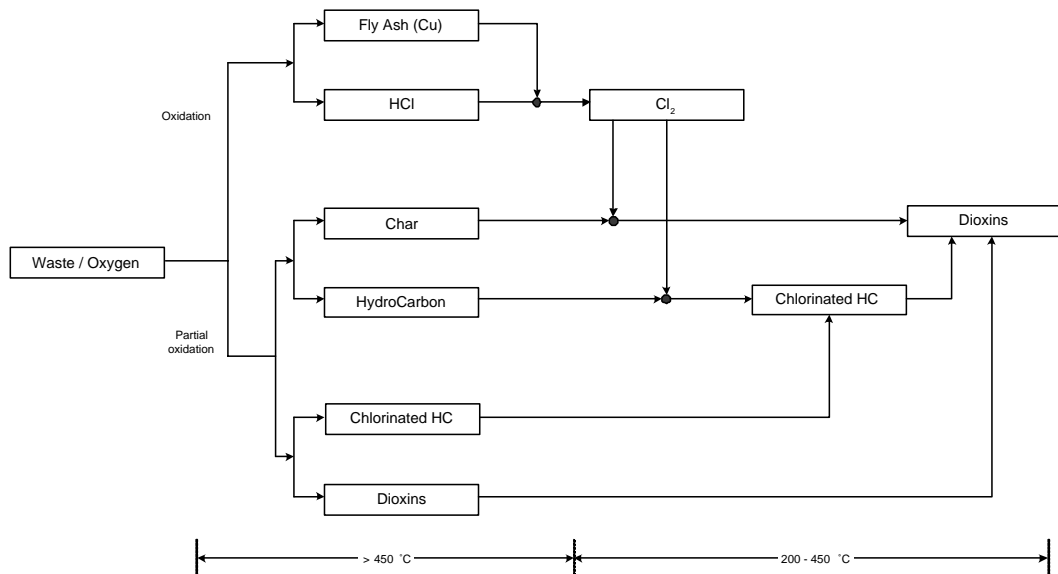 Fly Ash (Cu)
HCl
Cl₂
Oxidation
Char
Dioxins
Waste / Oxygen
HydroCarbon
Chlorinated HC
Partial
oxidation
Chlorinated HC
Dioxins
> 450 ˚C
200 - 450 ˚C